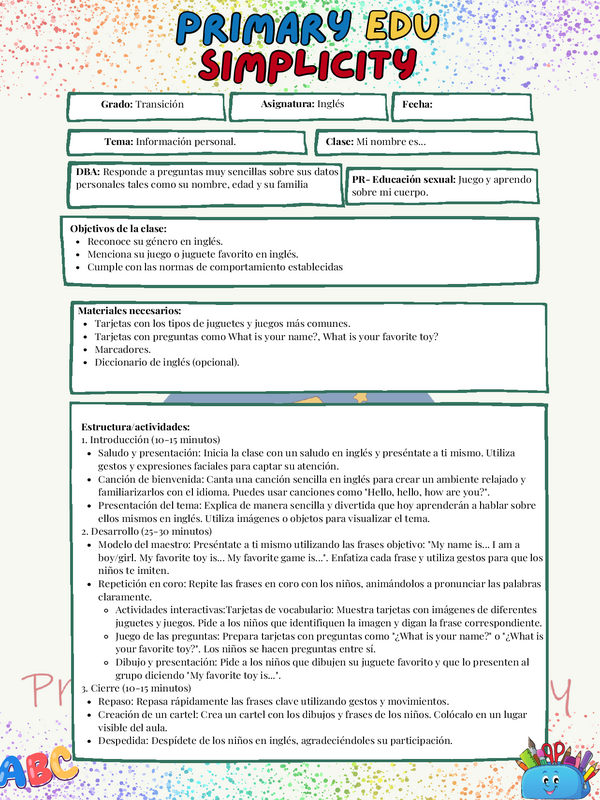 PRIMARY EDU
SIMPLICITY
Grado: Transición
Asignatura: Inglés
Fecha:
Tema: Información personal.
Clase: Mi nombre es...
DBA: Responde a preguntas muy sencillas sobre sus datos
personales tales como su nombre, edad y su familia
PR- Educación sexual: Juego y aprendo
sobre mi cuerpo.
Objetivos de la clase:
• Reconoce su género en inglés.
• Menciona su juego o juguete favorito en inglés.
• Cumple con las normas de comportamiento establecidas
Materiales necesarios:
• Tarjetas con los tipos de juguetes y juegos más comunes.
• Tarjetas con preguntas como What is your name?, What is your favorite toy?
• Marcadores.
• Diccionario de inglés (opcional).
Estructura/actividades:
1. Introducción (10-15 minutos)
• Saludo y presentación: Inicia la clase con un saludo en inglés y preséntate a ti mismo. Utiliza
gestos y expresiones faciales para captar su atención.
• Canción de bienvenida: Canta una canción sencilla en inglés para crear un ambiente relajado y
familiarizarlos con el idioma. Puedes usar canciones como "Hello, hello, how are you?".
• Presentación del tema: Explica de manera sencilla y divertida que hoy aprenderán a hablar sobre
ellos mismos en inglés. Utiliza imágenes o objetos para visualizar el tema.
2. Desarrollo (25-30 minutos)
• Modelo del maestro: Preséntate a ti mismo utilizando las frases objetivo: "My name is... I am a
boy/girl. My favorite toy is... My favorite game is...". Enfatiza cada frase y utiliza gestos para que los
niños te imiten.
• Repetición en coro: Repite las frases en coro con los niños, animándolos a pronunciar las palabras
claramente.
◦ Actividades interactivas:Tarjetas de vocabulario: Muestra tarjetas con imágenes de diferentes
juguetes y juegos. Pide a los niños que identifiquen la imagen y digan la frase correspondiente.
◦ Juego de las preguntas: Prepara tarjetas con preguntas como "¿What is your name?" o "¿What is
your favorite toy?". Los niños se hacen preguntas entre sí.
◦ Dibujo y presentación: Pide a los niños que dibujen su juguete favorito y que lo presenten al
grupo diciendo "My favorite toy is...".
3. Cierre (10-15 minutos)
• Repaso: Repasa rápidamente las frases clave utilizando gestos y movimientos.
• Creación de un cartel: Crea un cartel con los dibujos y frases de los niños. Colócalo en un lugar
visible del aula.
• Despedida: Despídete de los niños en inglés, agradeciéndoles su participación.
ABC